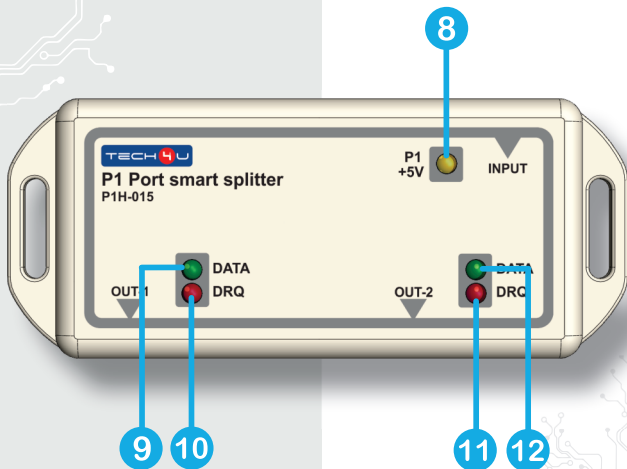 8
TECH4U
P1 Port smart splitter
P1H-015
P1
+5V
INPUT
DATA
DRQ
OUT-1
OUT-2
DATA
DRQ
9
10
11
12